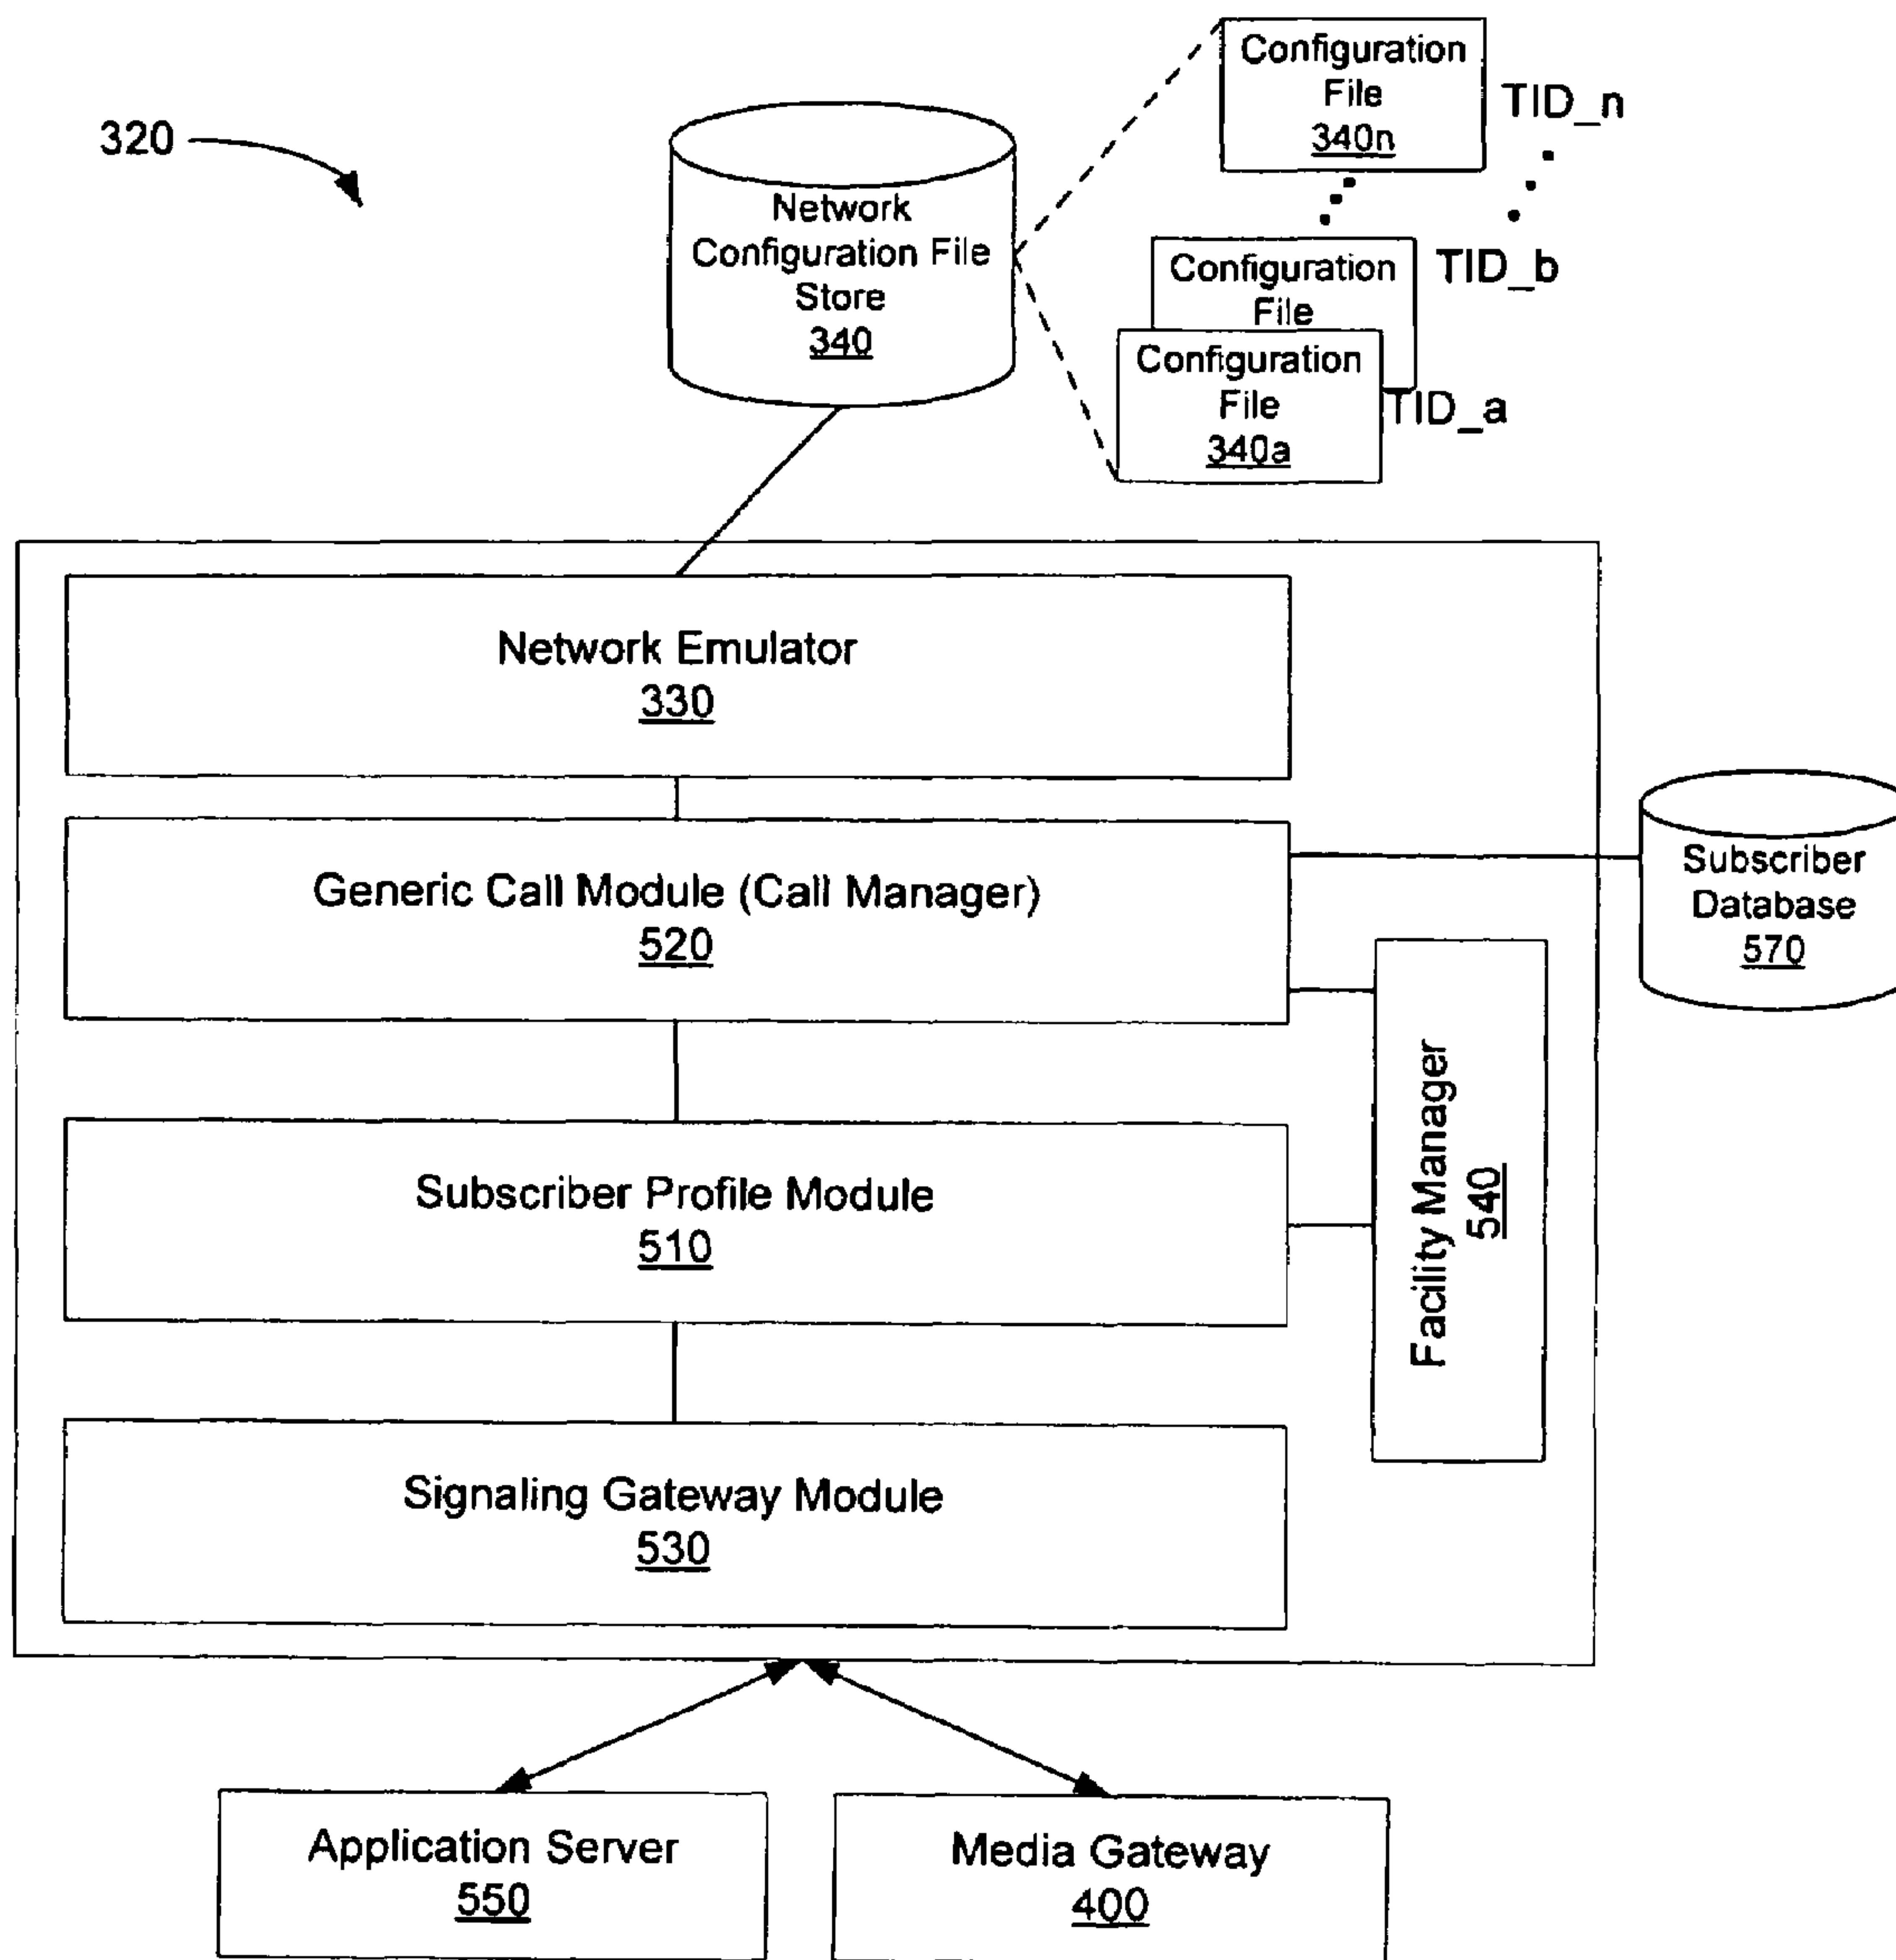 320
Network
Configuration File
Store
340
Configuration
File
340n
TID_n
Configuration
File
TID_b
Configuration
File
340a
TID_a
Network Emulator
330
Generic Call Module (Call Manager)
520
Subscriber
Database
570
Subscriber Profile Module
510
Facility Manager
540
Signaling Gateway Module
530
Application Server
550
Media Gateway
400